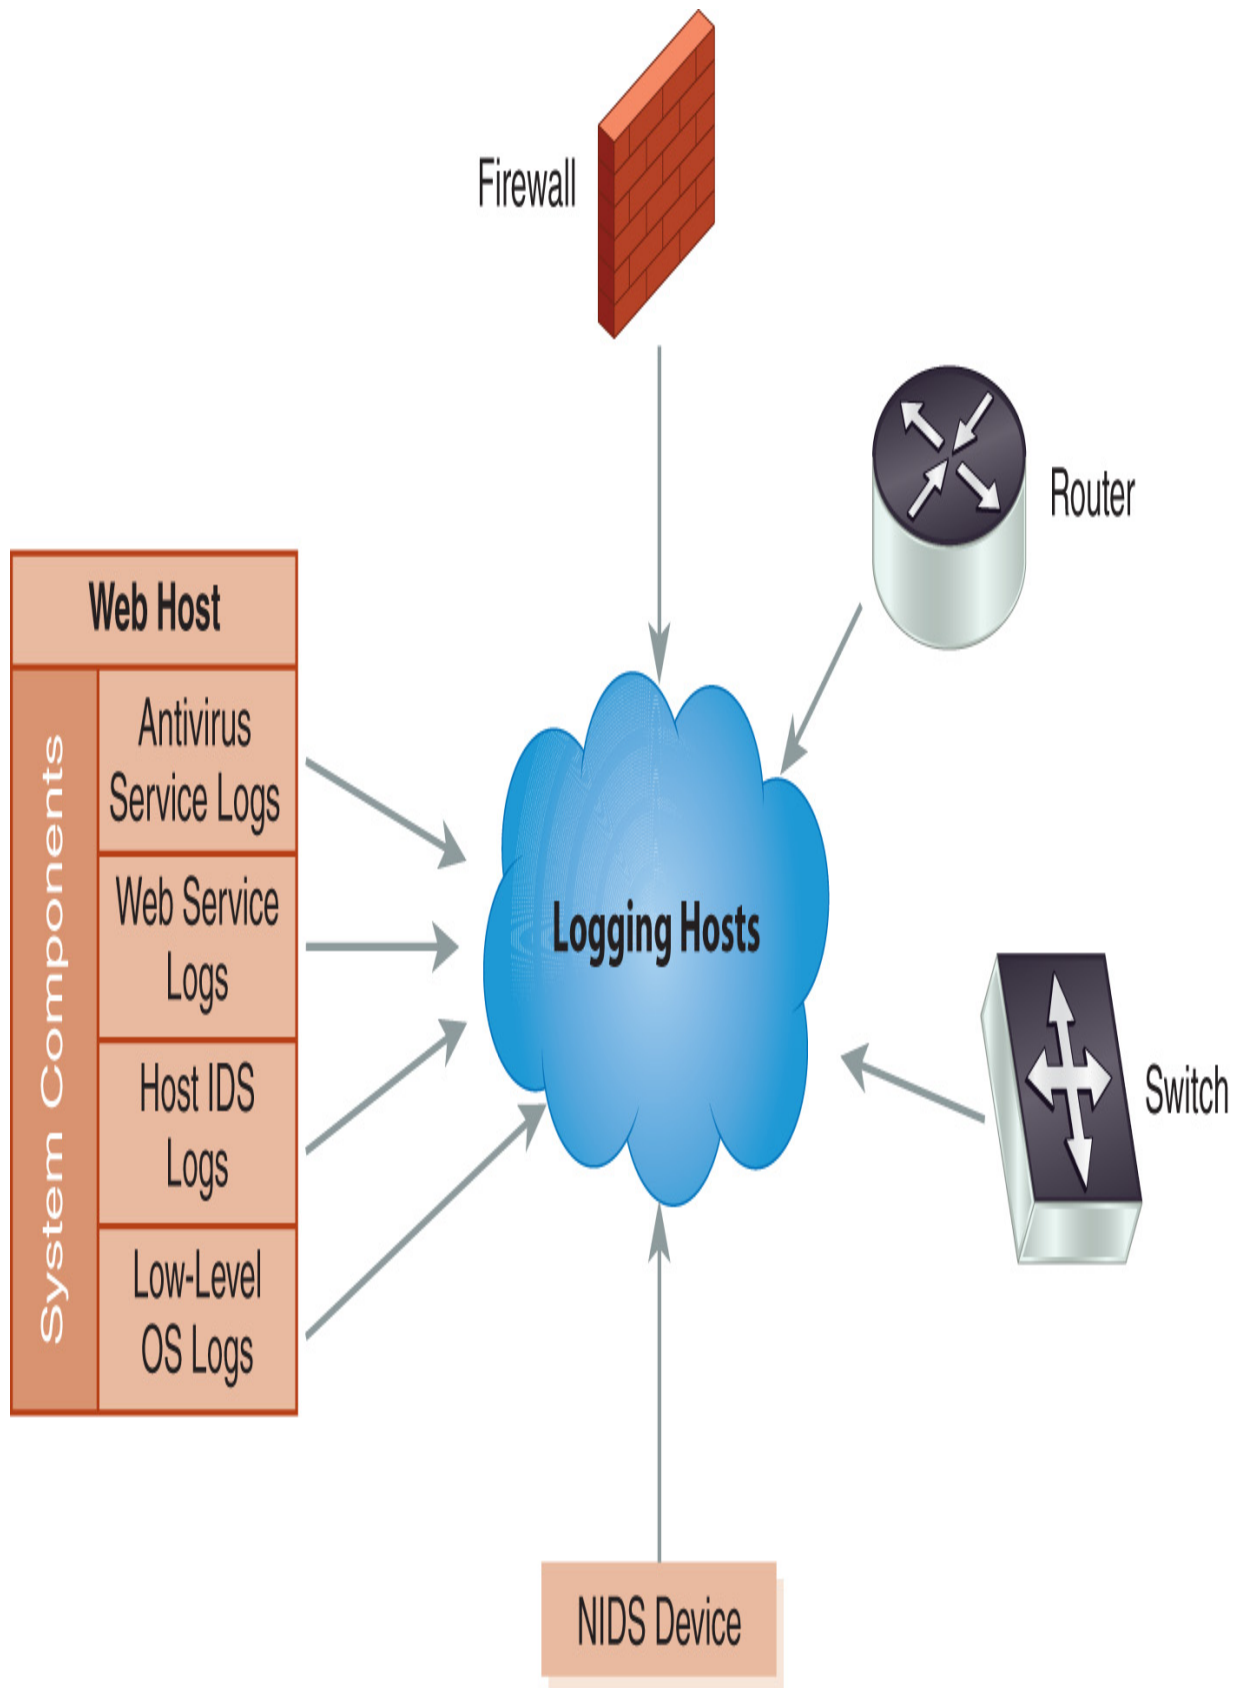 Firewall
Router
Web Host
System Components
Antivirus
Service Logs
Web Service
Logs
Host IDS
Logs
Low-Level
OS Logs
Logging Hosts
Switch
NIDS Device